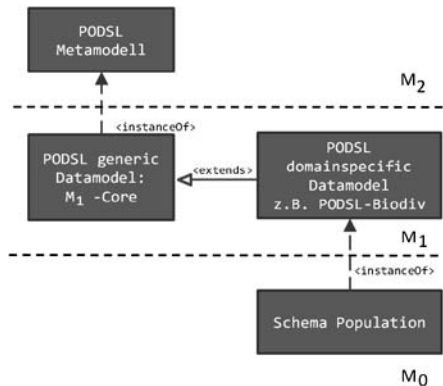 PODSL
Metamodell
M2
<instanceOf>
PODSL generic
Datamodel:
M1 -Core
<extends>
PODSL
domainspecific
Datamodel
z.B. PODSL-Biodiv
M1
<instanceOf>
Schema Population
M0